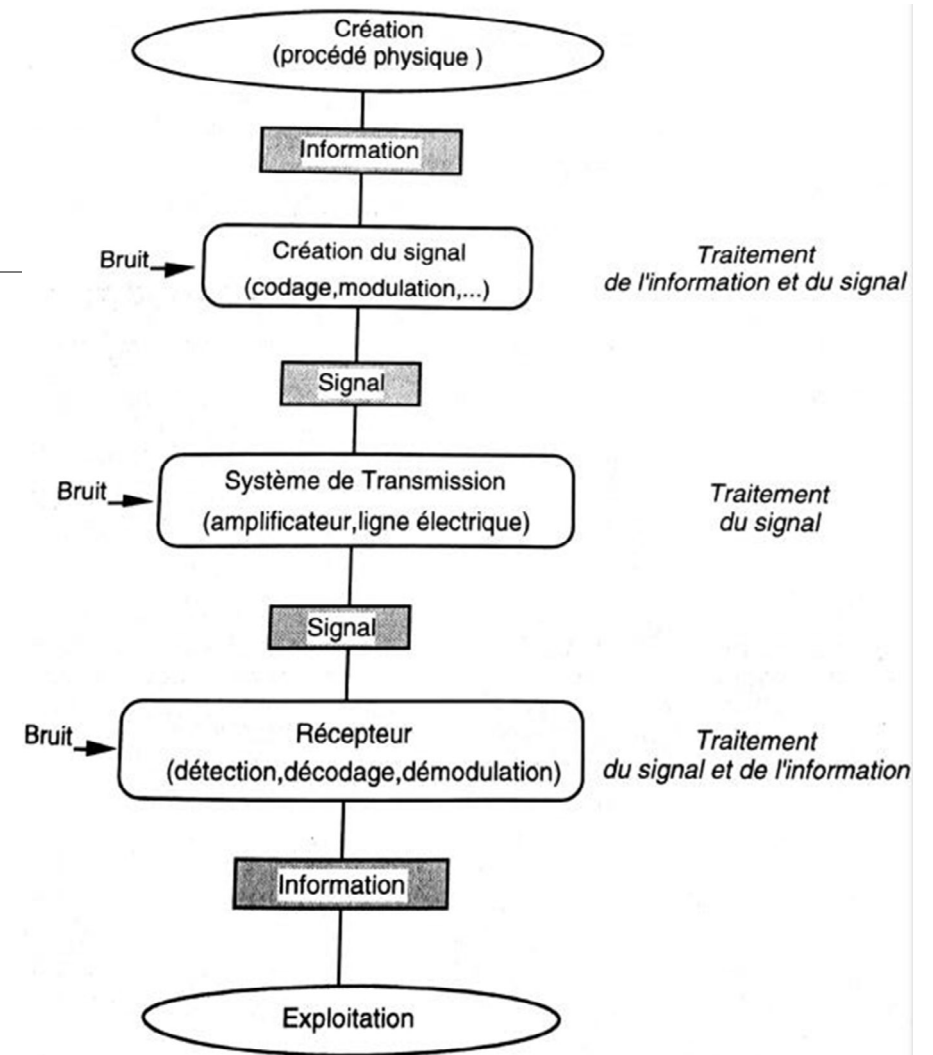 Création
(procédé physique )
Information
Bruit
Création du signal
(codage,modulation,...)
Traitement
de l'information et du signal
Signal
Bruit
Système de Transmission
(amplificateur,ligne électrique)
Traitement
du signal
Signal
Bruit
Récepteur
(détection,décodage,démodulation)
Traitement
du signal et de l'information
Information
Exploitation